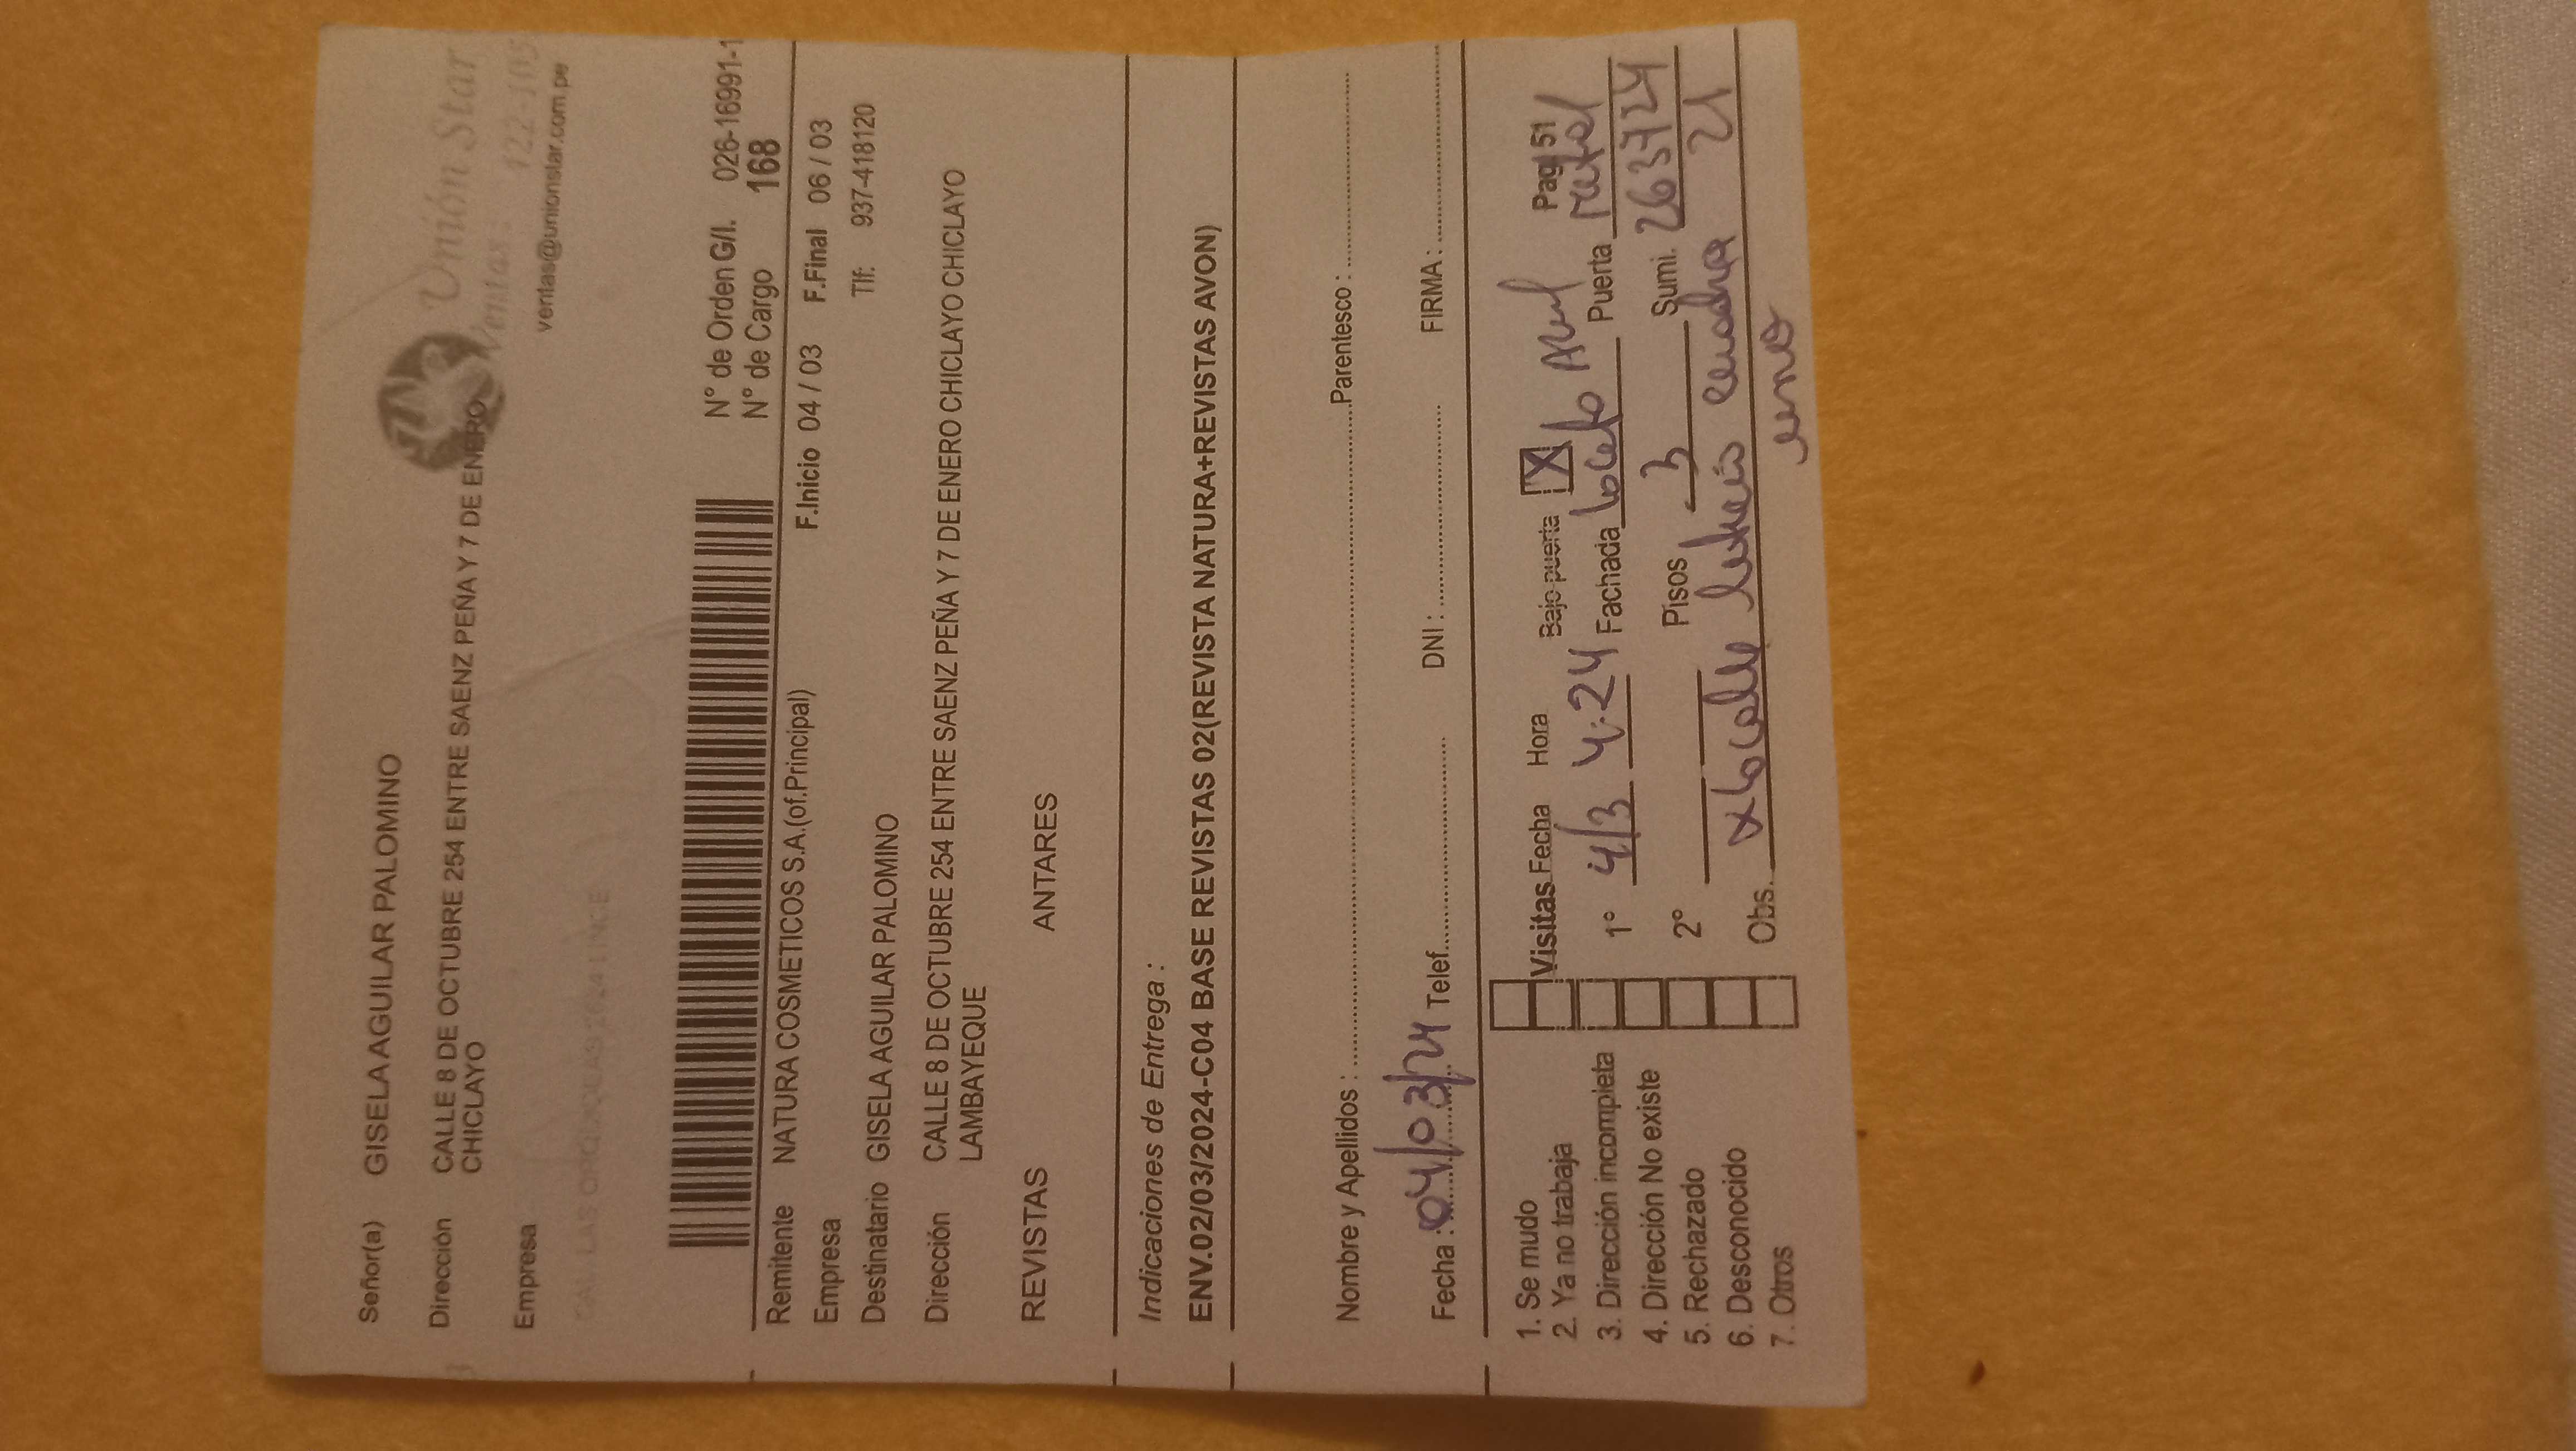 Unión Star
Ventas: 122-105
ventas@unionstar.com.pe
Señor(a) GISELA AGUILAR PALOMINO
Dirección CALLE 8 DE OCTUBRE 254 ENTRE SAENZ PEÑA Y 7 DE ENERO
CHICLAYO
Empresa
N° de Orden G/I. 026-16991-1
N° de Cargo 168
Remitente NATURA COSMETICOS S.A.(of.Principal)
F.Inicio 04 / 03 F.Final 06 / 03
Empresa
Tlf: 937-418120
Destinatario GISELA AGUILAR PALOMINO
Dirección CALLE 8 DE OCTUBRE 254 ENTRE SAENZ PEÑA Y 7 DE ENERO CHICLAYO CHICLAYO
LAMBAYEQUE
REVISTAS ANTARES
Indicaciones de Entrega :
ENV.02/03/2024-C04 BASE REVISTAS 02(REVISTA NATURA+REVISTAS AVON)
Nombre y Apellidos : Parentesco :
Fecha : 04/03/24 Telef. DNI : FIRMA :
1. Se mudo
2. Ya no trabaja
3. Dirección incompleta
4. Dirección No existe
5. Rechazado
6. Desconocido
7. Otros
Visitas Fecha Hora Bajo puerta X Pag 51
1° 4/3 4:24 Fachada Puerta
2° Pisos 3 Sumi. 263724
Obs. cuadra 21
uno